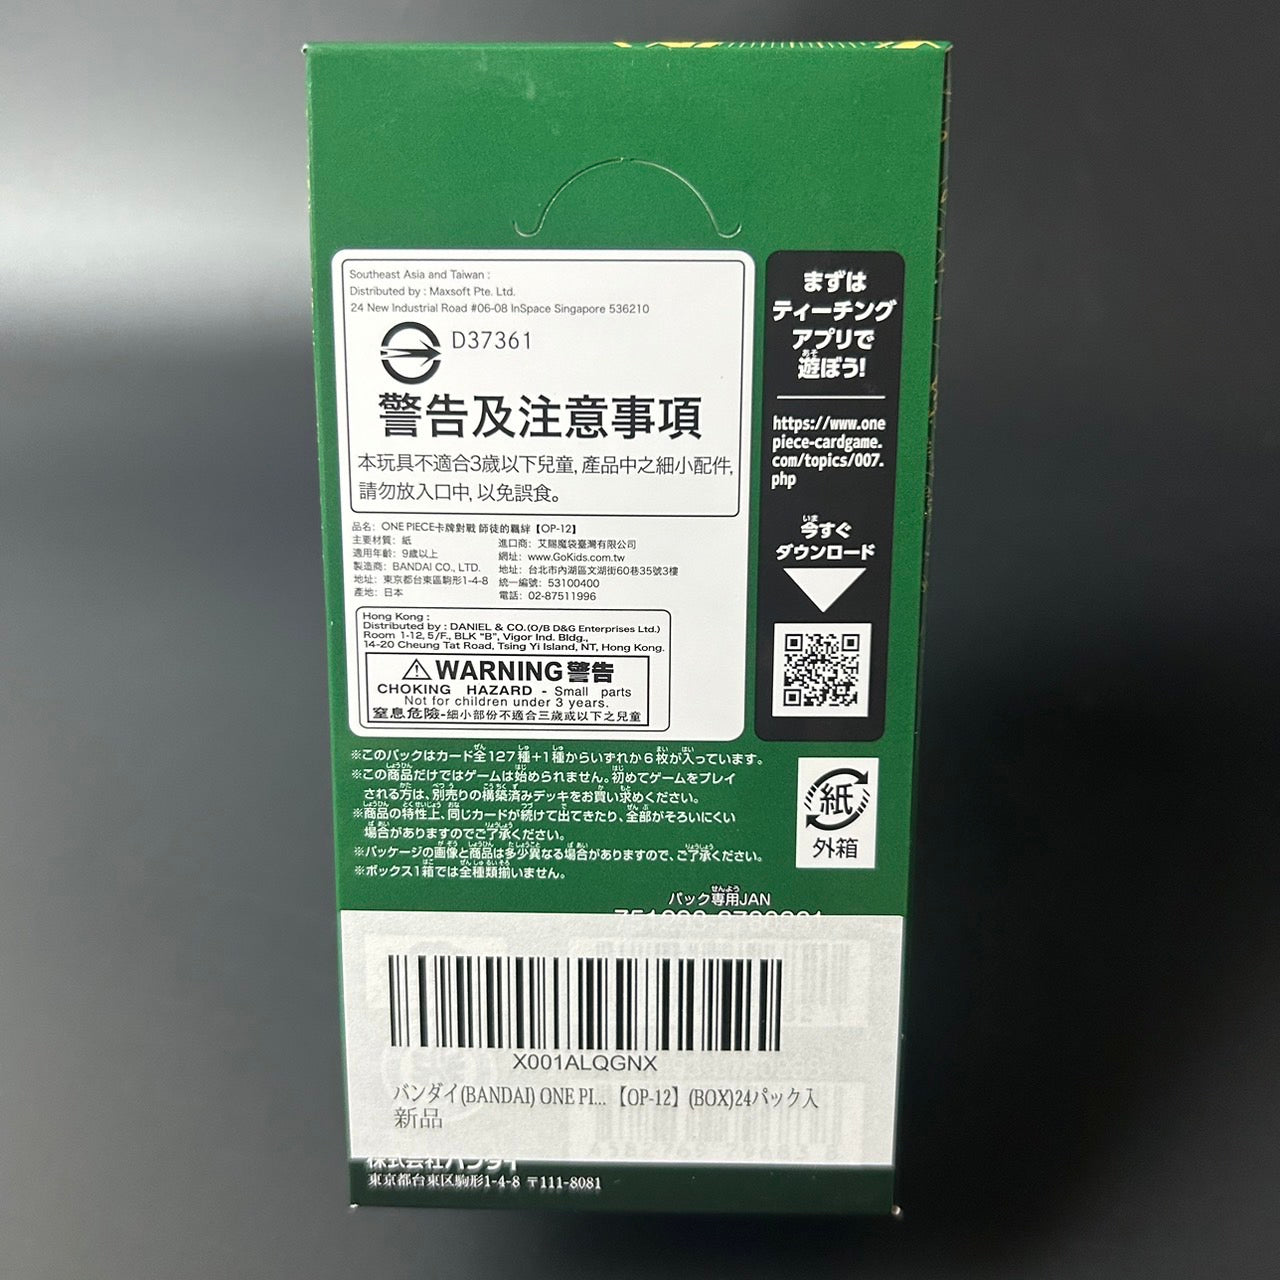 Southeast Asia and Taiwan :
Distributed by : Maxsoft Pte. Ltd.
24 New Industrial Road #06-08 InSpace Singapore 536210
D37361
警告及注意事項
本玩具不適合3歲以下兒童, 產品中之細小配件,
請勿放入口中, 以免誤食。
品名：ONE PIECE卡牌對戰 師徒的羈絆【OP-12】
主要材質：紙
適用年齡：9歲以上
製造商：BANDAI CO., LTD.
地址：東京都台東區駒形1-4-8
產地：日本
進口商：艾賜魔袋臺灣有限公司
網址：www.GoKids.com.tw
地址：台北市內湖區文湖街60巷35號3樓
統一編號：53100400
電話：02-87511996
Hong Kong :
Distributed by : DANIEL & CO.(O/B D&G Enterprises Ltd.)
Room 1-12, 5/F., BLK "B", Vigor Ind. Bldg.,
14-20 Cheung Tat Road, Tsing Yi Island, NT, Hong Kong.
WARNING 警告
CHOKING HAZARD - Small parts
Not for children under 3 years.
窒息危險-細小部份不適合三歲或以下之兒童
まずは
ティーチング
アプリで
遊ぼう!
https://www.one
piece-cardgame.
com/topics/007.
php
今すぐ
ダウンロード
※このパックはカード全127種+1種からいずれか6枚が入っています。
※この商品だけではゲームは始められません。初めてゲームをプレイ
される方は、別売りの構築済みデッキをお買い求めください。
※商品の特性上、同じカードが続けて出てきたり、全部がそろいにくい
場合がありますのでご了承ください。
※パッケージの画像と商品は多少異なる場合がありますので、ご了承ください。
※ボックス1箱では全種類揃いません。
紙
外箱
パック専用JAN
X001ALQGNX
バンダイ(BANDAI) ONE PI... 【OP-12】(BOX)24パック入
新品
株式会社バンダイ
東京都台東区駒形1-4-8 〒111-8081